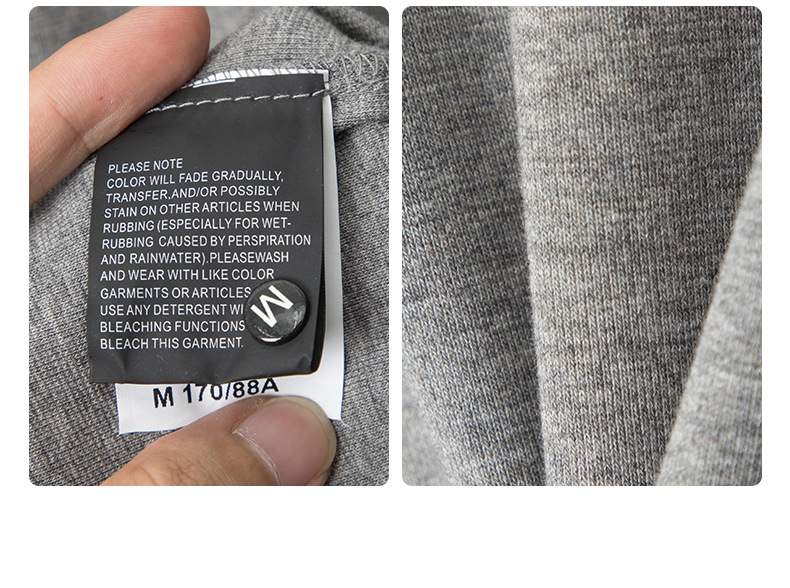 PLEASE NOTE
COLOR WILL FADE GRADUALLY,
TRANSFER,AND/OR POSSIBLY
STAIN ON OTHER ARTICLES WHEN
RUBBING (ESPECIALLY FOR WET-
RUBBING CAUSED BY PERSPIRATION
AND RAINWATER).PLEASEWASH
AND WEAR WITH LIKE COLOR
GARMENTS OR ARTICLES
USE ANY DETERGENT WI
BLEACHING FUNCTIONS
BLEACH THIS GARMENT.
M
M 170/88A